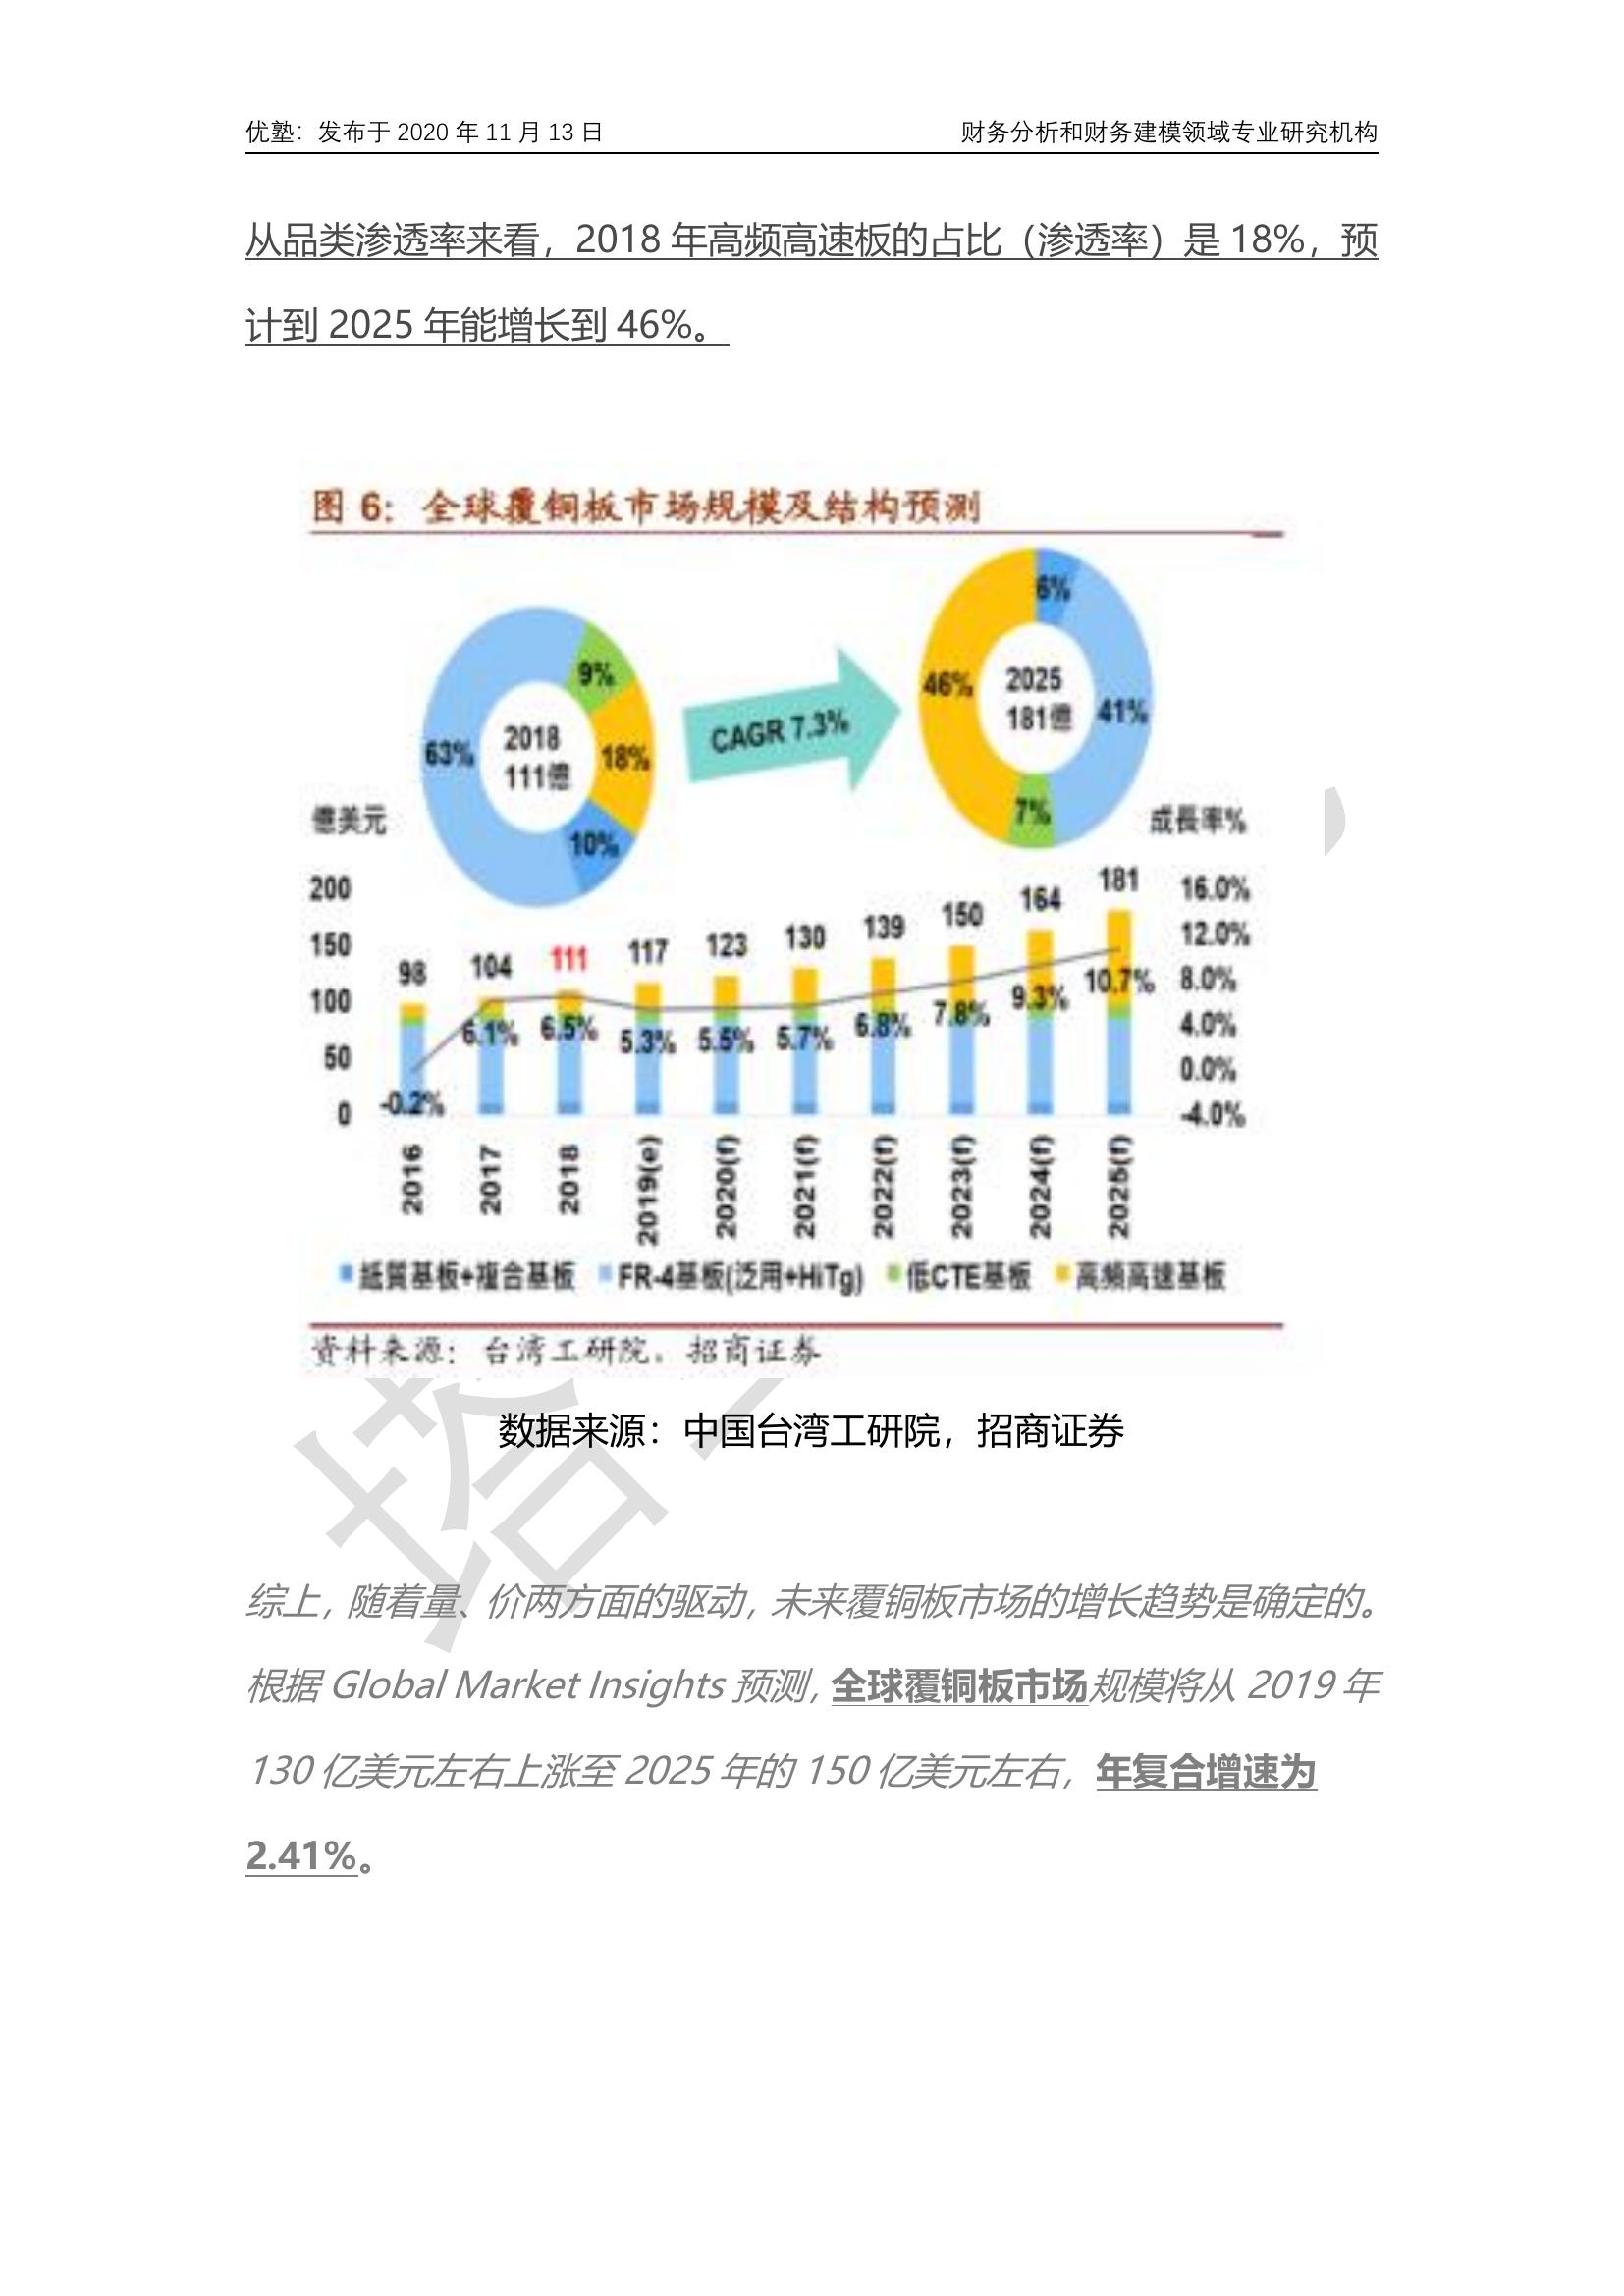 优塾：发布于 2020 年 11 月 13 日 财务分析和财务建模领域专业研究机构
从品类渗透率来看，2018 年高频高速板的占比（渗透率）是 18%，预
计到 2025 年能增长到 46%。
图 6：全球覆铜板市场规模及结构预测
6%
9%
46%
2025
181億
41%
63%
2018
111億
18%
CAGR 7.3%
7%
10%
億美元
成長率%
200
150
100
50
0
98
104
111
117
123
130
139
150
164
181
16.0%
12.0%
8.0%
4.0%
0.0%
-4.0%
-0.2%
6.1%
6.5%
5.3%
5.5%
5.7%
6.8%
7.8%
9.3%
10.7%
2016
2017
2018
2019(e)
2020(f)
2021(f)
2022(f)
2023(f)
2024(f)
2025(f)
紙質基板+複合基板 FR-4基板(泛用+HiTg) 低CTE基板 高頻高速基板
资料来源：台湾工研院、招商证券
塔
数据来源：中国台湾工研院，招商证券
综上，随着量、价两方面的驱动，未来覆铜板市场的增长趋势是确定的。
根据 Global Market Insights 预测，全球覆铜板市场规模将从 2019 年
130 亿美元左右上涨至 2025 年的 150 亿美元左右，年复合增速为
2.41%。